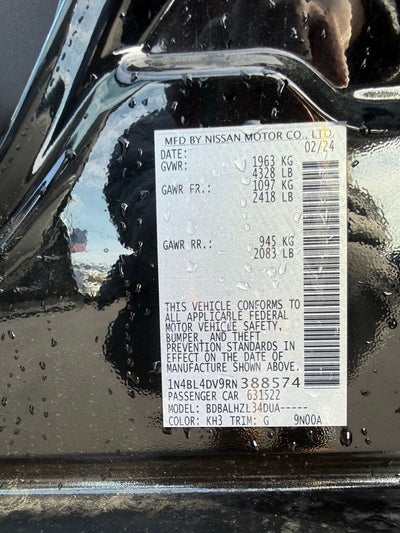 MFD BY NISSAN MOTOR CO., LTD
DATE: 02/24
GVWR: 1963 KG
4328 LB
GAWR FR.: 1097 KG
2418 LB
GAWR RR.: 945 KG
2083 LB
THIS VEHICLE CONFORMS TO
ALL APPLICABLE FEDERAL
MOTOR VEHICLE SAFETY,
BUMPER, AND THEFT
PREVENTION STANDARDS IN
EFFECT ON THE DATE OF
MANUFACTURE SHOWN ABOVE.
1N4BL4DV9RN388574
PASSENGER CAR 631522
MODEL: BDBALHZL34DUA-----
COLOR: KH3 TRIM: G 9N00A